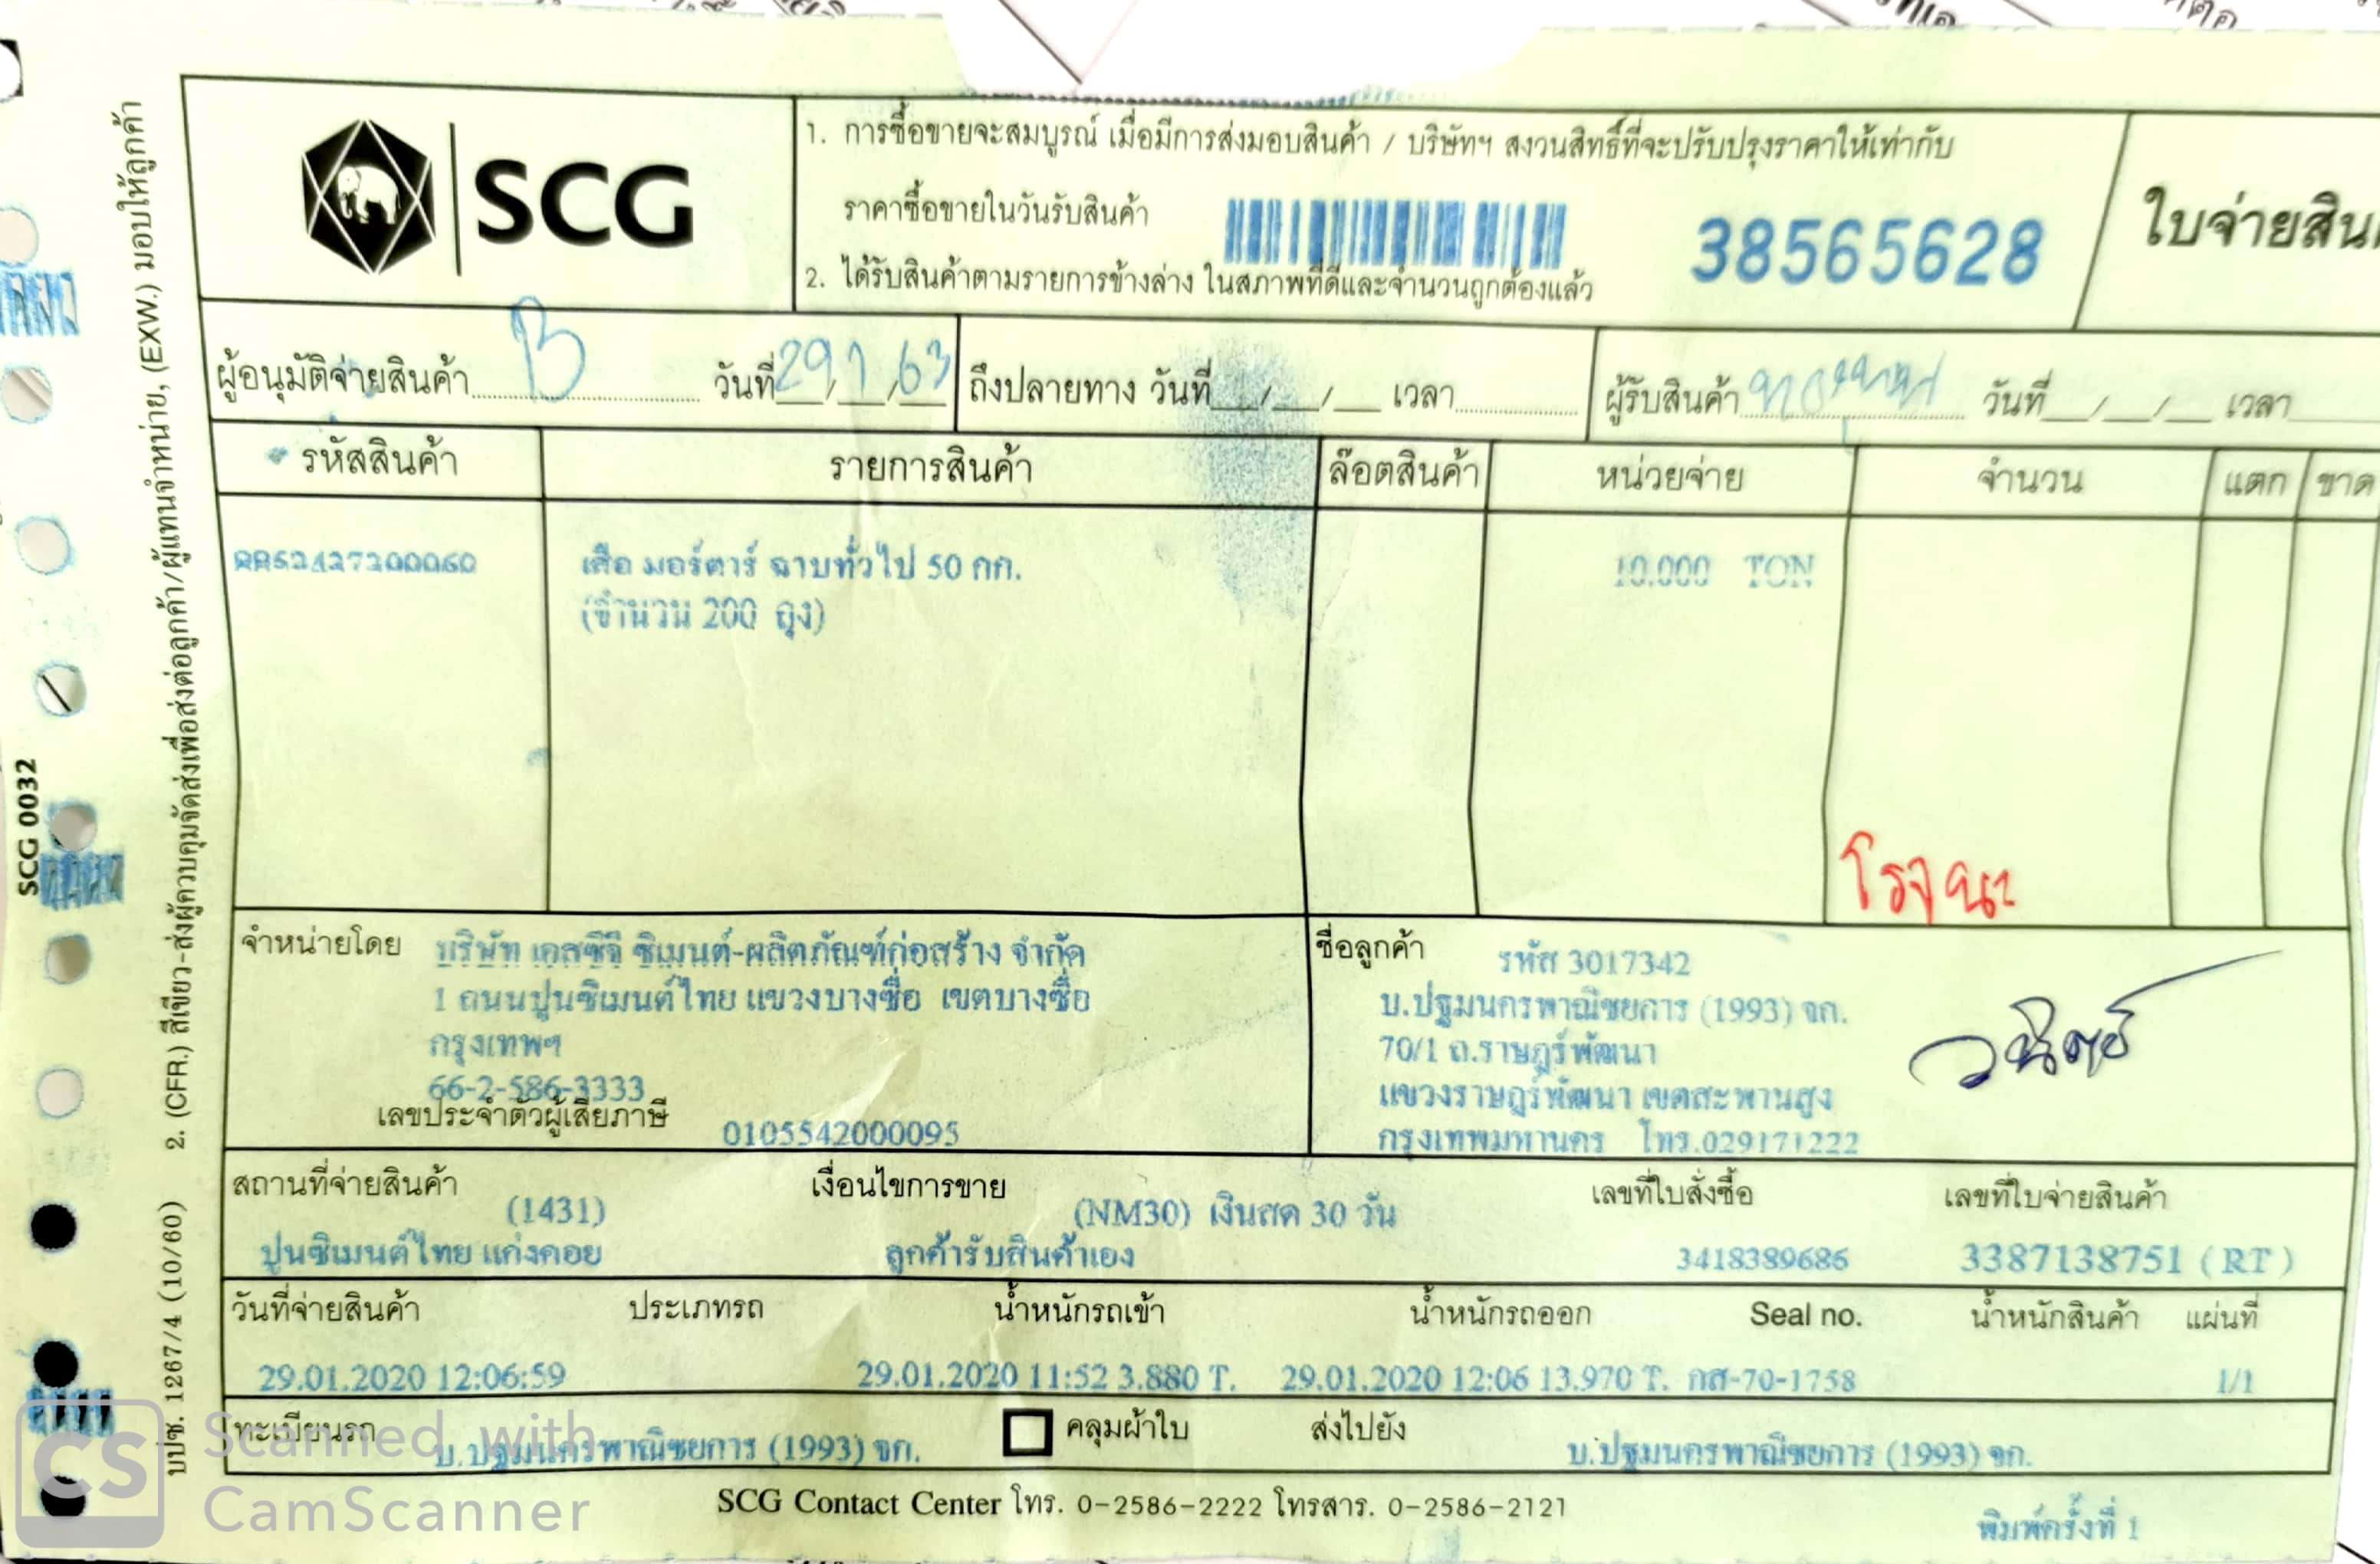 SCG
1. การซื้อขายจะสมบูรณ์ เมื่อมีการส่งมอบสินค้า / บริษัทฯ สงวนสิทธิ์ที่จะปรับปรุงราคาให้เท่ากับ
ราคาซื้อขายในวันรับสินค้า
38565628
2. ได้รับสินค้าตามรายการข้างล่าง ในสภาพที่ดีและจำนวนถูกต้องแล้ว
ใบจ่ายสิน
ผู้อนุมัติจ่ายสินค้า B วันที่ 29/1/63 ถึงปลายทาง วันที่ / / เวลา ผู้รับสินค้า วันที่ / / เวลา
รหัสสินค้า รายการสินค้า ล๊อตสินค้า หน่วยจ่าย จำนวน แตก ขาด
เสือ มอร์ตาร์ ฉาบทั่วไป 50 กก. 10.000 TON
(จำนวน 200 ถุง)
โรจนะ
จำหน่ายโดย บริษัท เอสซีจี ซิเมนต์-ผลิตภัณฑ์ก่อสร้าง จำกัด
1 ถนนปูนซิเมนต์ไทย แขวงบางซื่อ เขตบางซื่อ
กรุงเทพฯ
66-2-586-3333
เลขประจำตัวผู้เสียภาษี 0105542000095
ชื่อลูกค้า รหัส 3017342
บ.ปฐมนครพาณิชยการ (1993) จก.
70/1 ถ.ราษฎร์พัฒนา
แขวงราษฎร์พัฒนา เขตสะพานสูง
กรุงเทพมหานคร โทร.029171222
สถานที่จ่ายสินค้า เงื่อนไขการขาย เลขที่ใบสั่งซื้อ เลขที่ใบจ่ายสินค้า
(1431) (NM30) เงินสด 30 วัน
ปูนซิเมนต์ไทย แก่งคอย ลูกค้ารับสินค้าเอง 3418389686 3387138751 (RT)
วันที่จ่ายสินค้า ประเภทรถ น้ำหนักรถเข้า น้ำหนักรถออก Seal no. น้ำหนักสินค้า แผ่นที่
29.01.2020 12:06:59 29.01.2020 11:52 3.880 T. 29.01.2020 12:06 13.970 T. กส-70-1758 1/1
ทะเบียนรถ บ.ปฐมนครพาณิชยการ (1993) จก. คลุมผ้าใบ ส่งไปยัง บ.ปฐมนครพาณิชยการ (1993) จก.
SCG Contact Center โทร. 0-2586-2222 โทรสาร. 0-2586-2121
พิมพ์ครั้งที่ 1
SCG 0032
บปซ. 1267/4 (10/60) 2. (CFR.) สีเขียว-ส่งผู้ควบคุมจัดส่งเพื่อส่งต่อลูกค้า/ผู้แทนจำหน่าย, (EXW.) มอบให้ลูกค้า
CS Scanned with
CamScanner